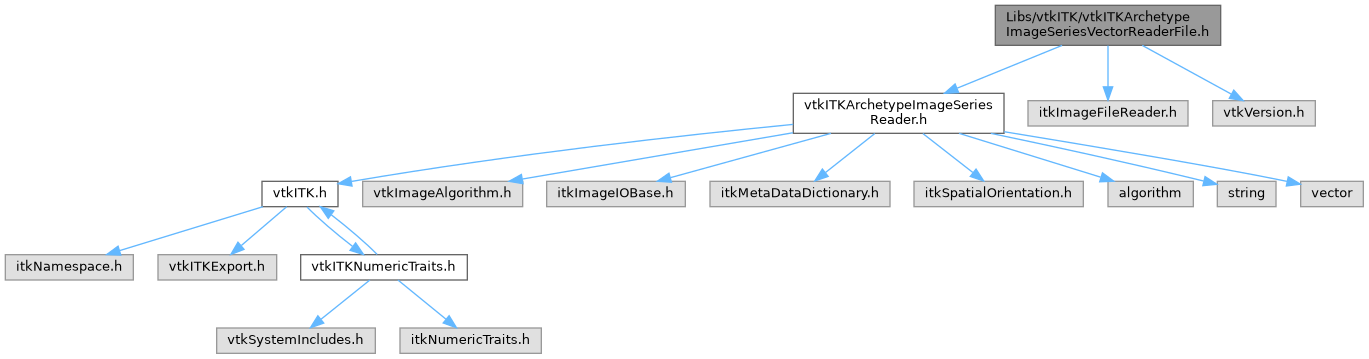 Libs/vtkITK/vtkITKArchetype
ImageSeriesVectorReaderFile.h
vtkITKArchetypeImageSeries
Reader.h
itkImageFileReader.h
vtkVersion.h
vtkITK.h
vtkImageAlgorithm.h
itkImageIOBase.h
itkMetaDataDictionary.h
itkSpatialOrientation.h
algorithm
string
vector
itkNamespace.h
vtkITKExport.h
vtkITKNumericTraits.h
vtkSystemIncludes.h
itkNumericTraits.h